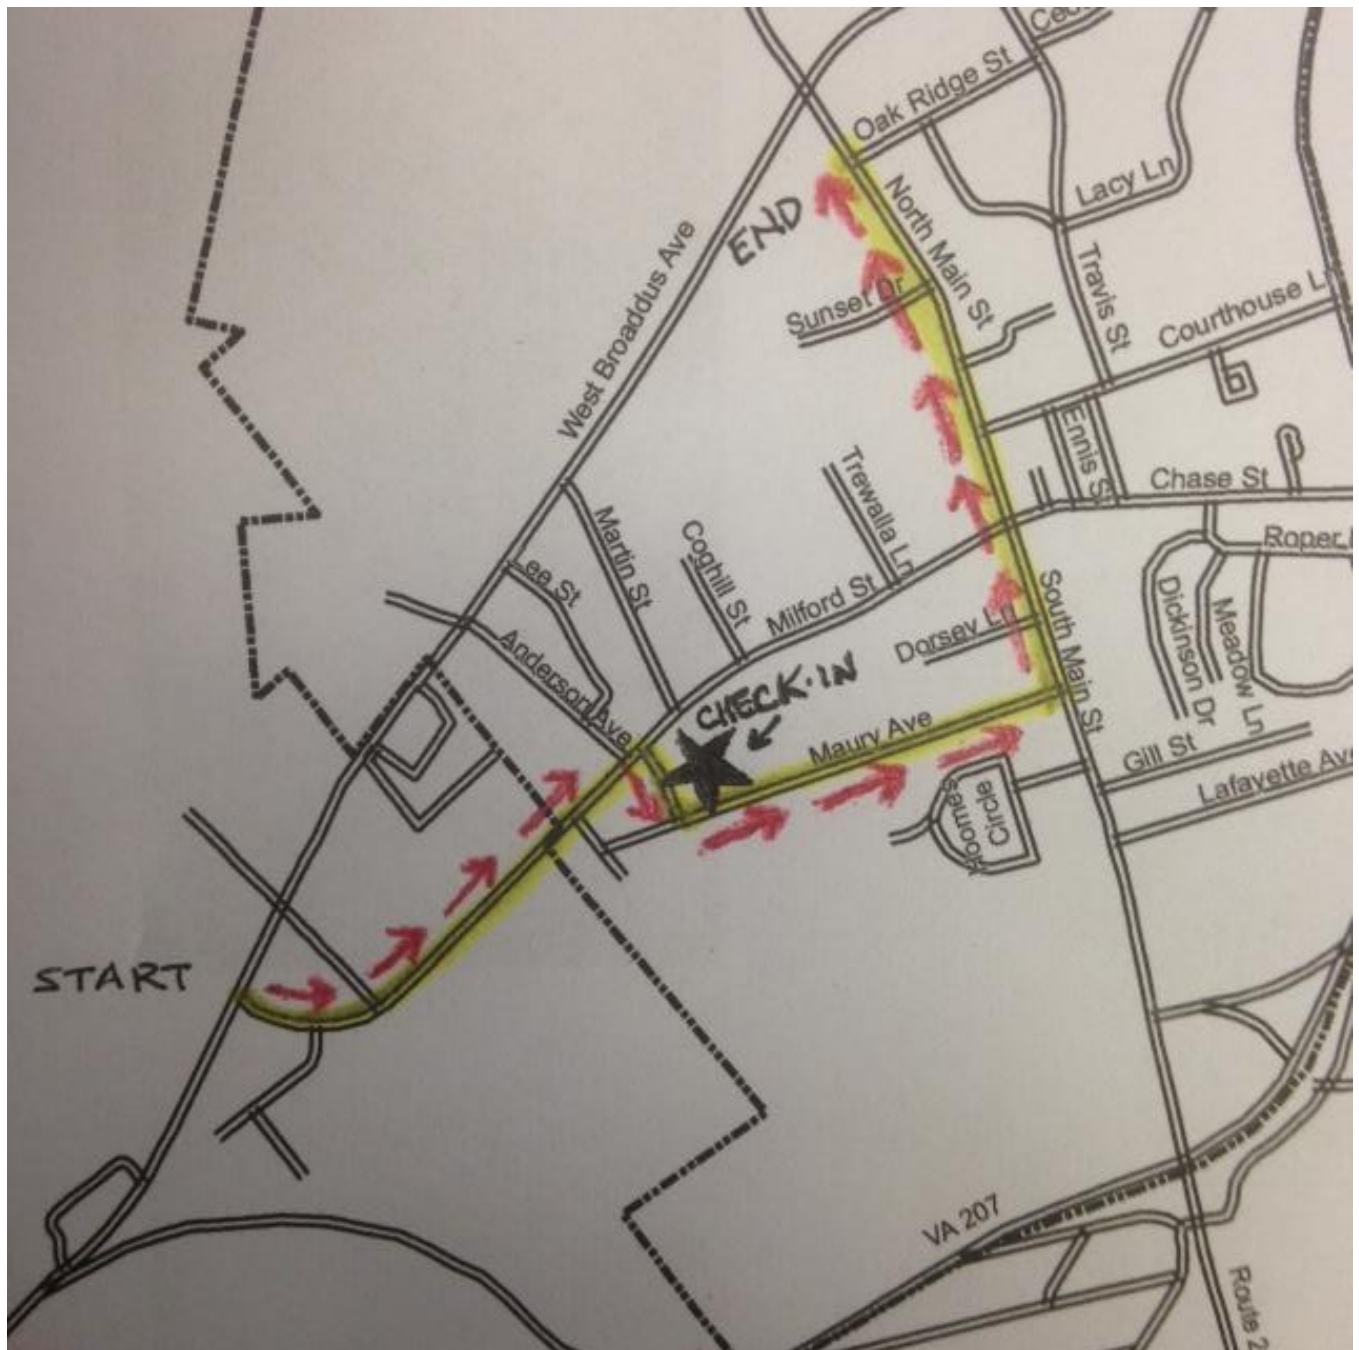 Oak Ridge St
Lacy Ln
North Main St
END
West Broaddus Ave
Sunset Dr
Travis St
Courthouse
Ennis St
Chase St
Trewalla Ln
Martin St
Coghill St
Lee St
Milford St
Roper
South Main St
Dorsey Ln
Dickinson Dr
Meadow Ln
Anderson Ave
CHECK-IN
Maury Ave
Gill St
Lafayette Ave
Hoomes
Circle
START
VA 207
Route 2